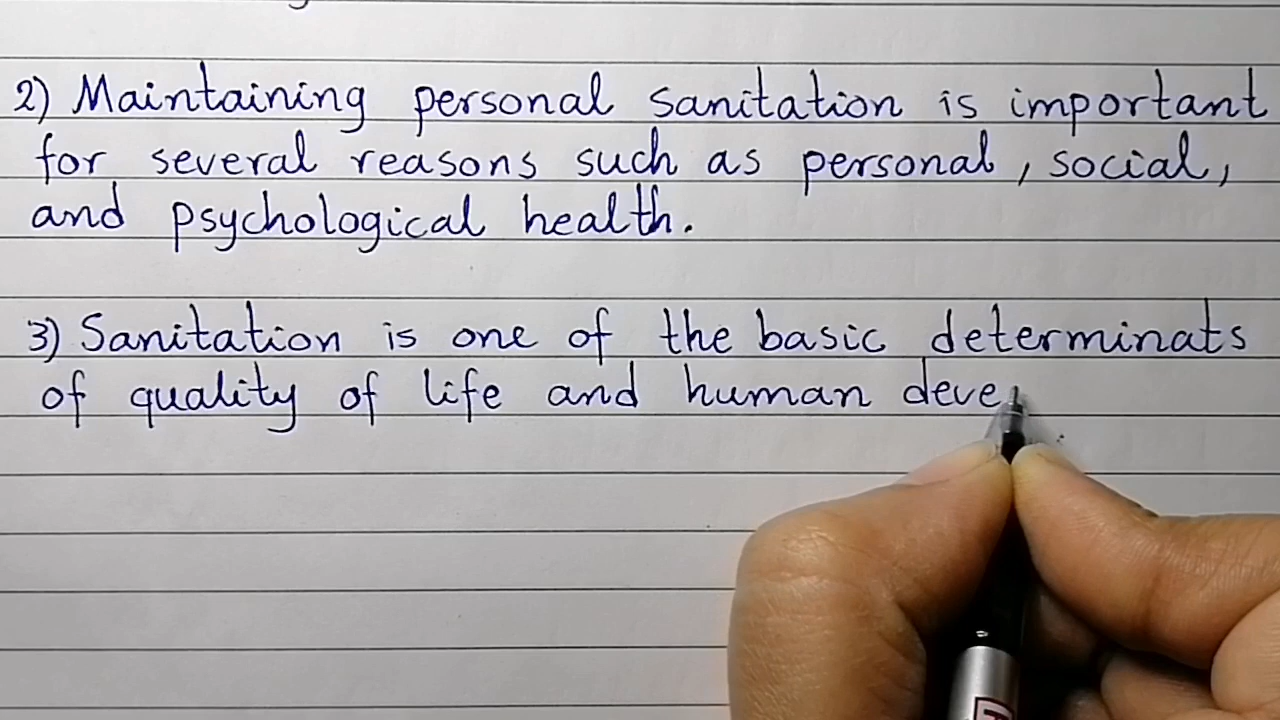 2) Maintaining personal sanitation is important
for several reasons such as personal, social,
and psychological health.
3) Sanitation is one of the basic determinats
of quality of life and human deve